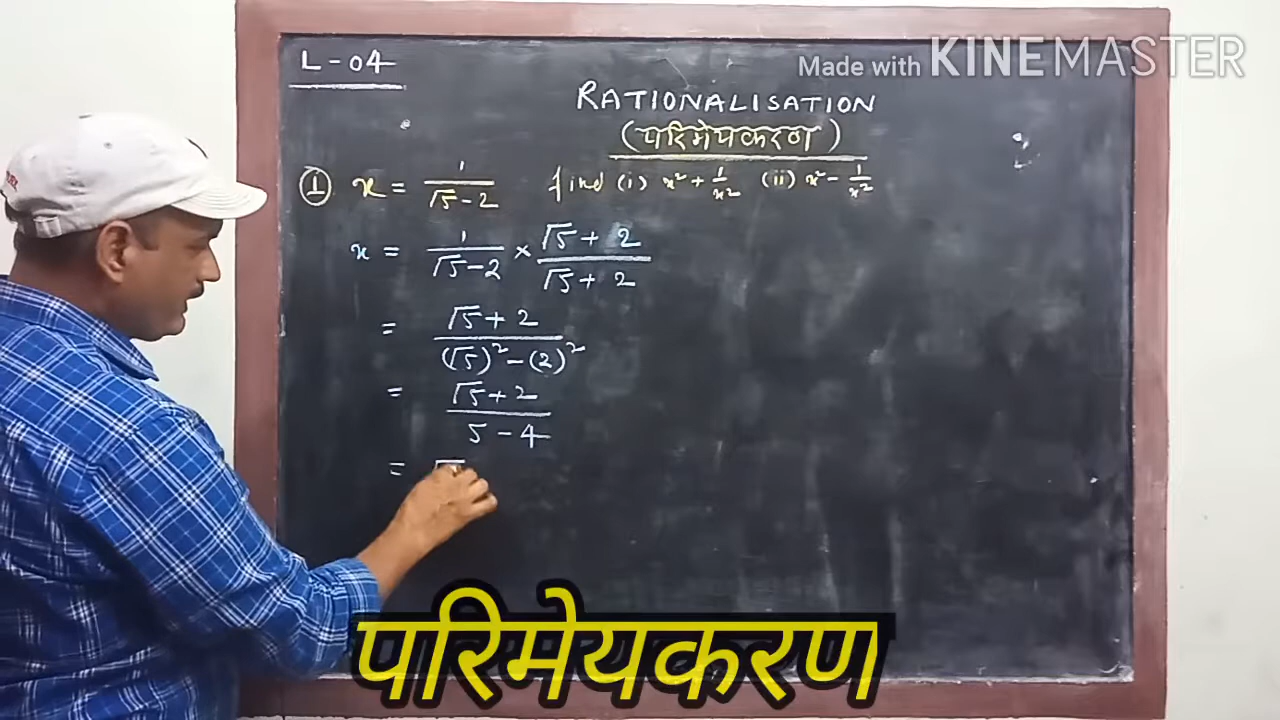 Made with KINEMASTER
L-04
RATIONALISATION
(परिमेयकरण)
① x = 1/(√5-2) find (i) x² + 1/x² (ii) x² - 1/x²
x = 1/(√5-2) × (√5+2)/(√5+2)
= (√5+2)/((√5)²-(2)²)
= (√5+2)/(5-4)
= √
परिमेयकरण